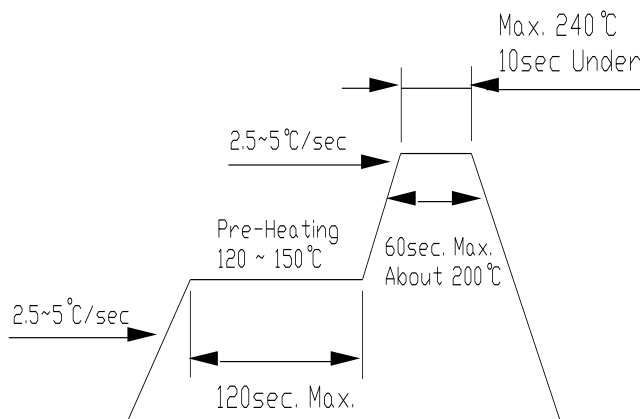 Max. 240℃
10sec Under
2.5~5℃/sec
Pre-Heating
120 ~ 150℃
60sec. Max.
About 200℃
2.5~5℃/sec
120sec. Max.